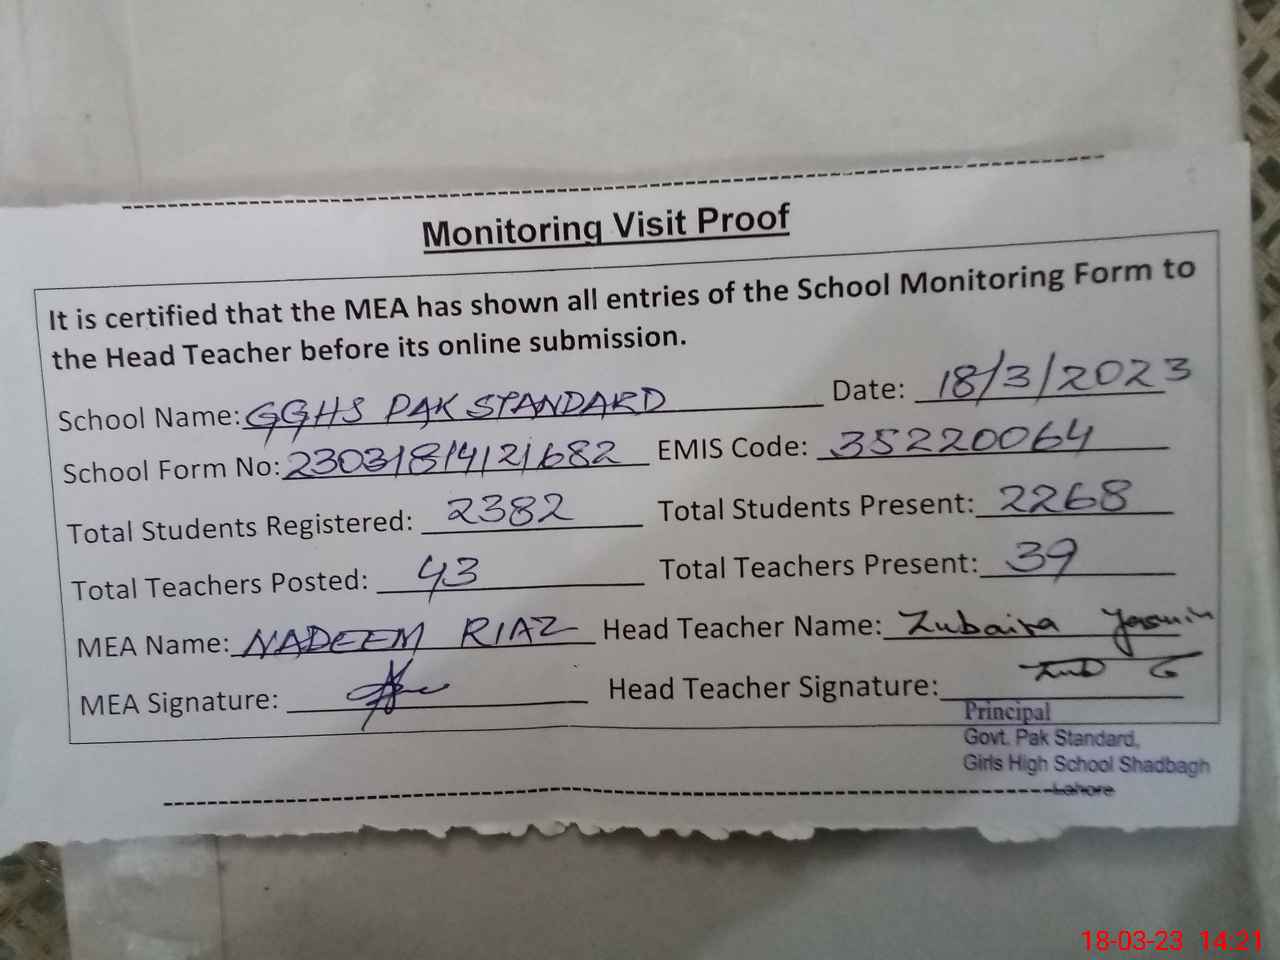 Monitoring Visit Proof
It is certified that the MEA has shown all entries of the School Monitoring Form to
the Head Teacher before its online submission.
School Name: GGHS PAK STANDARD Date: 18/3/2023
School Form No: 23031814121682 EMIS Code: 35220064
Total Students Registered: 2382 Total Students Present: 2268
Total Teachers Posted: 43 Total Teachers Present: 39
MEA Name: NADEEM RIAZ Head Teacher Name: Zubaira Yasmin
MEA Signature: Head Teacher Signature:
Principal
Govt. Pak Standard,
Girls High School Shadbagh
Lahore
18-03-23 14:21